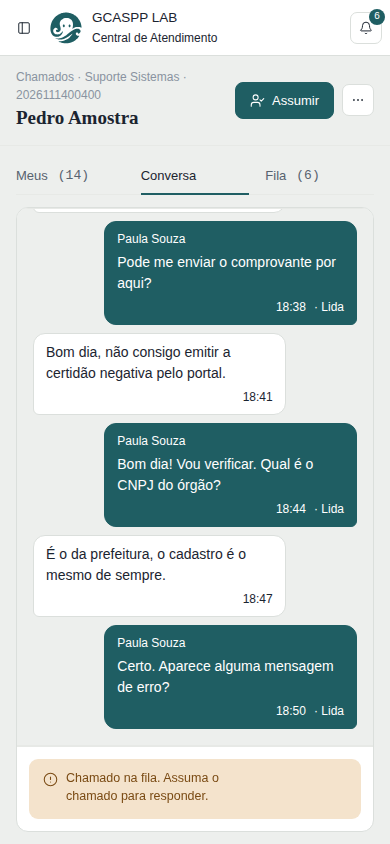 GCASPP LAB
Central de Atendimento
6
Chamados · Suporte Sistemas ·
2026111400400
Pedro Amostra
Assumir
Meus (14)
Conversa
Fila (6)
Paula Souza
Pode me enviar o comprovante por
aqui?
18:38 · Lida
Bom dia, não consigo emitir a
certidão negativa pelo portal.
18:41
Paula Souza
Bom dia! Vou verificar. Qual é o
CNPJ do órgão?
18:44 · Lida
É o da prefeitura, o cadastro é o
mesmo de sempre.
18:47
Paula Souza
Certo. Aparece alguma mensagem
de erro?
18:50 · Lida
Chamado na fila. Assuma o
chamado para responder.